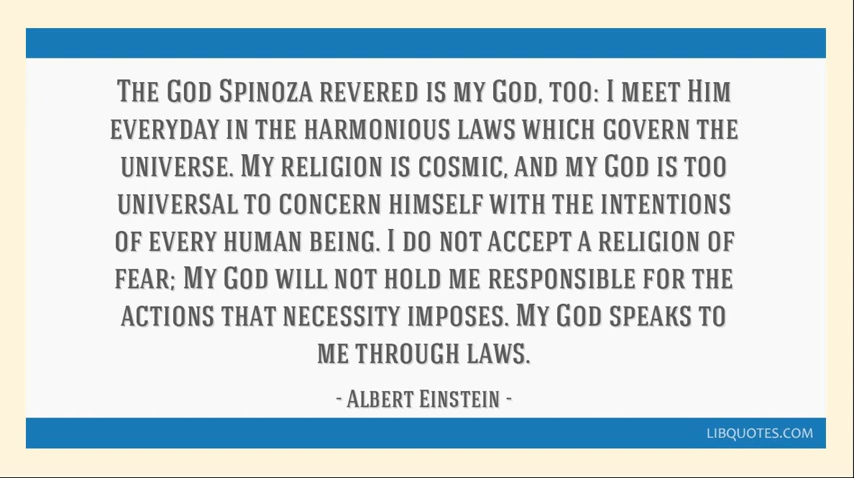 The God Spinoza revered is my God, too: I meet Him
everyday in the harmonious laws which govern the
universe. My religion is cosmic, and my God is too
universal to concern himself with the intentions
of every human being. I do not accept a religion of
fear; My God will not hold me responsible for the
actions that necessity imposes. My God speaks to
me through laws.
- Albert Einstein -
LIBQUOTES.COM